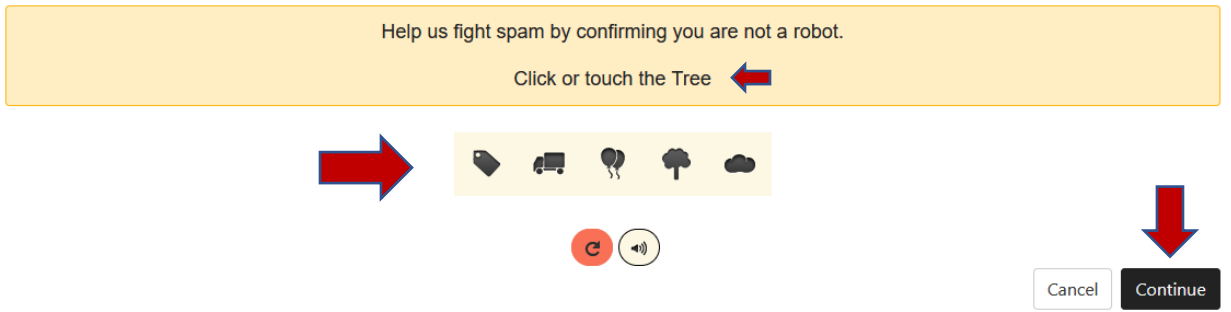 Help us fight spam by confirming you are not a robot.
Click or touch the Tree
Cancel
Continue